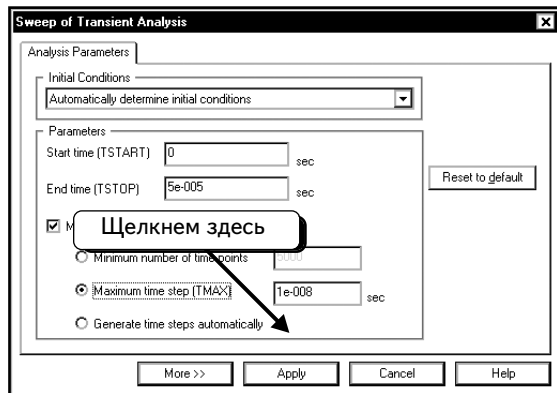 Sweep of Transient Analysis
Analysis Parameters
Initial Conditions
Automatically determine initial conditions
Parameters
Start time (TSTART) 0 sec
End time (TSTOP) 5e-005 sec
Reset to default
Щелкнем здесь
Minimum number of time points 5000
Maximum time step (TMAX) 1e-008 sec
Generate time steps automatically
More >> Apply Cancel Help